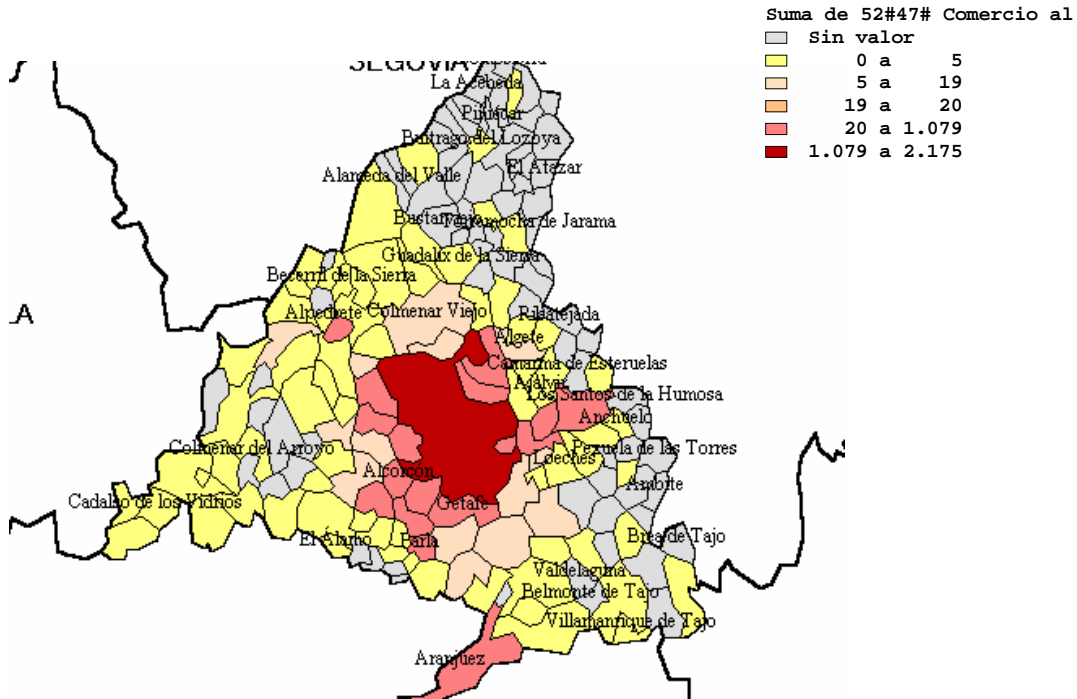 Suma de 52#47# Comercio al
Sin valor
0 a 5
5 a 19
19 a 20
20 a 1.079
1.079 a 2.175
SEGOVIA
La Acebeda
Piñuécar
Buitrago del Lozoya
El Atazar
Alameda del Valle
Bustarviejo
Torremocha de Jarama
Guadalix de la Sierra
Becerril de la Sierra
LA
Alpedrete
Colmenar Viejo
Ribatejada
Algete
Camarma de Esteruelas
Ajalvir
Los Santos de la Humosa
Anchuelo
Colmenar del Arroyo
Pezuela de las Torres
Loeches
Alcorcón
Ambite
Cadalso de los Vidrios
Getafe
El Álamo
Parla
Brea de Tajo
Valdelaguna
Belmonte de Tajo
Villamanrique de Tajo
Aranjuez